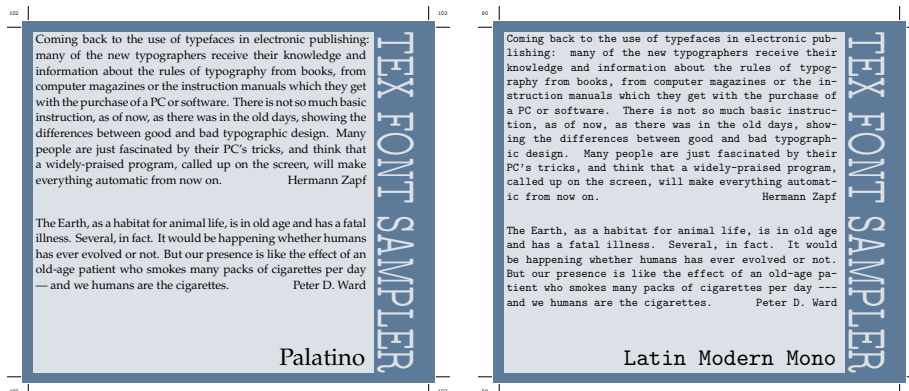 102
102
Coming back to the use of typefaces in electronic publishing:
many of the new typographers receive their knowledge and
information about the rules of typography from books, from
computer magazines or the instruction manuals which they get
with the purchase of a PC or software. There is not so much basic
instruction, as of now, as there was in the old days, showing the
differences between good and bad typographic design. Many
people are just fascinated by their PC's tricks, and think that
a widely-praised program, called up on the screen, will make
everything automatic from now on. Hermann Zapf
The Earth, as a habitat for animal life, is in old age and has a fatal
illness. Several, in fact. It would be happening whether humans
has ever evolved or not. But our presence is like the effect of an
old-age patient who smokes many packs of cigarettes per day
— and we humans are the cigarettes. Peter D. Ward
Palatino
TEX FONT SAMPLER
90
90
Coming back to the use of typefaces in electronic pub-
lishing: many of the new typographers receive their
knowledge and information about the rules of typog-
raphy from books, from computer magazines or the in-
struction manuals which they get with the purchase of
a PC or software. There is not so much basic instruc-
tion, as of now, as there was in the old days, show-
ing the differences between good and bad typograph-
ic design. Many people are just fascinated by their
PC's tricks, and think that a widely-praised program,
called up on the screen, will make everything automat-
ic from now on. Hermann Zapf
The Earth, as a habitat for animal life, is in old age
and has a fatal illness. Several, in fact. It would
be happening whether humans has ever evolved or not.
But our presence is like the effect of an old-age pa-
tient who smokes many packs of cigarettes per day ---
and we humans are the cigarettes. Peter D. Ward
Latin Modern Mono
TEX FONT SAMPLER